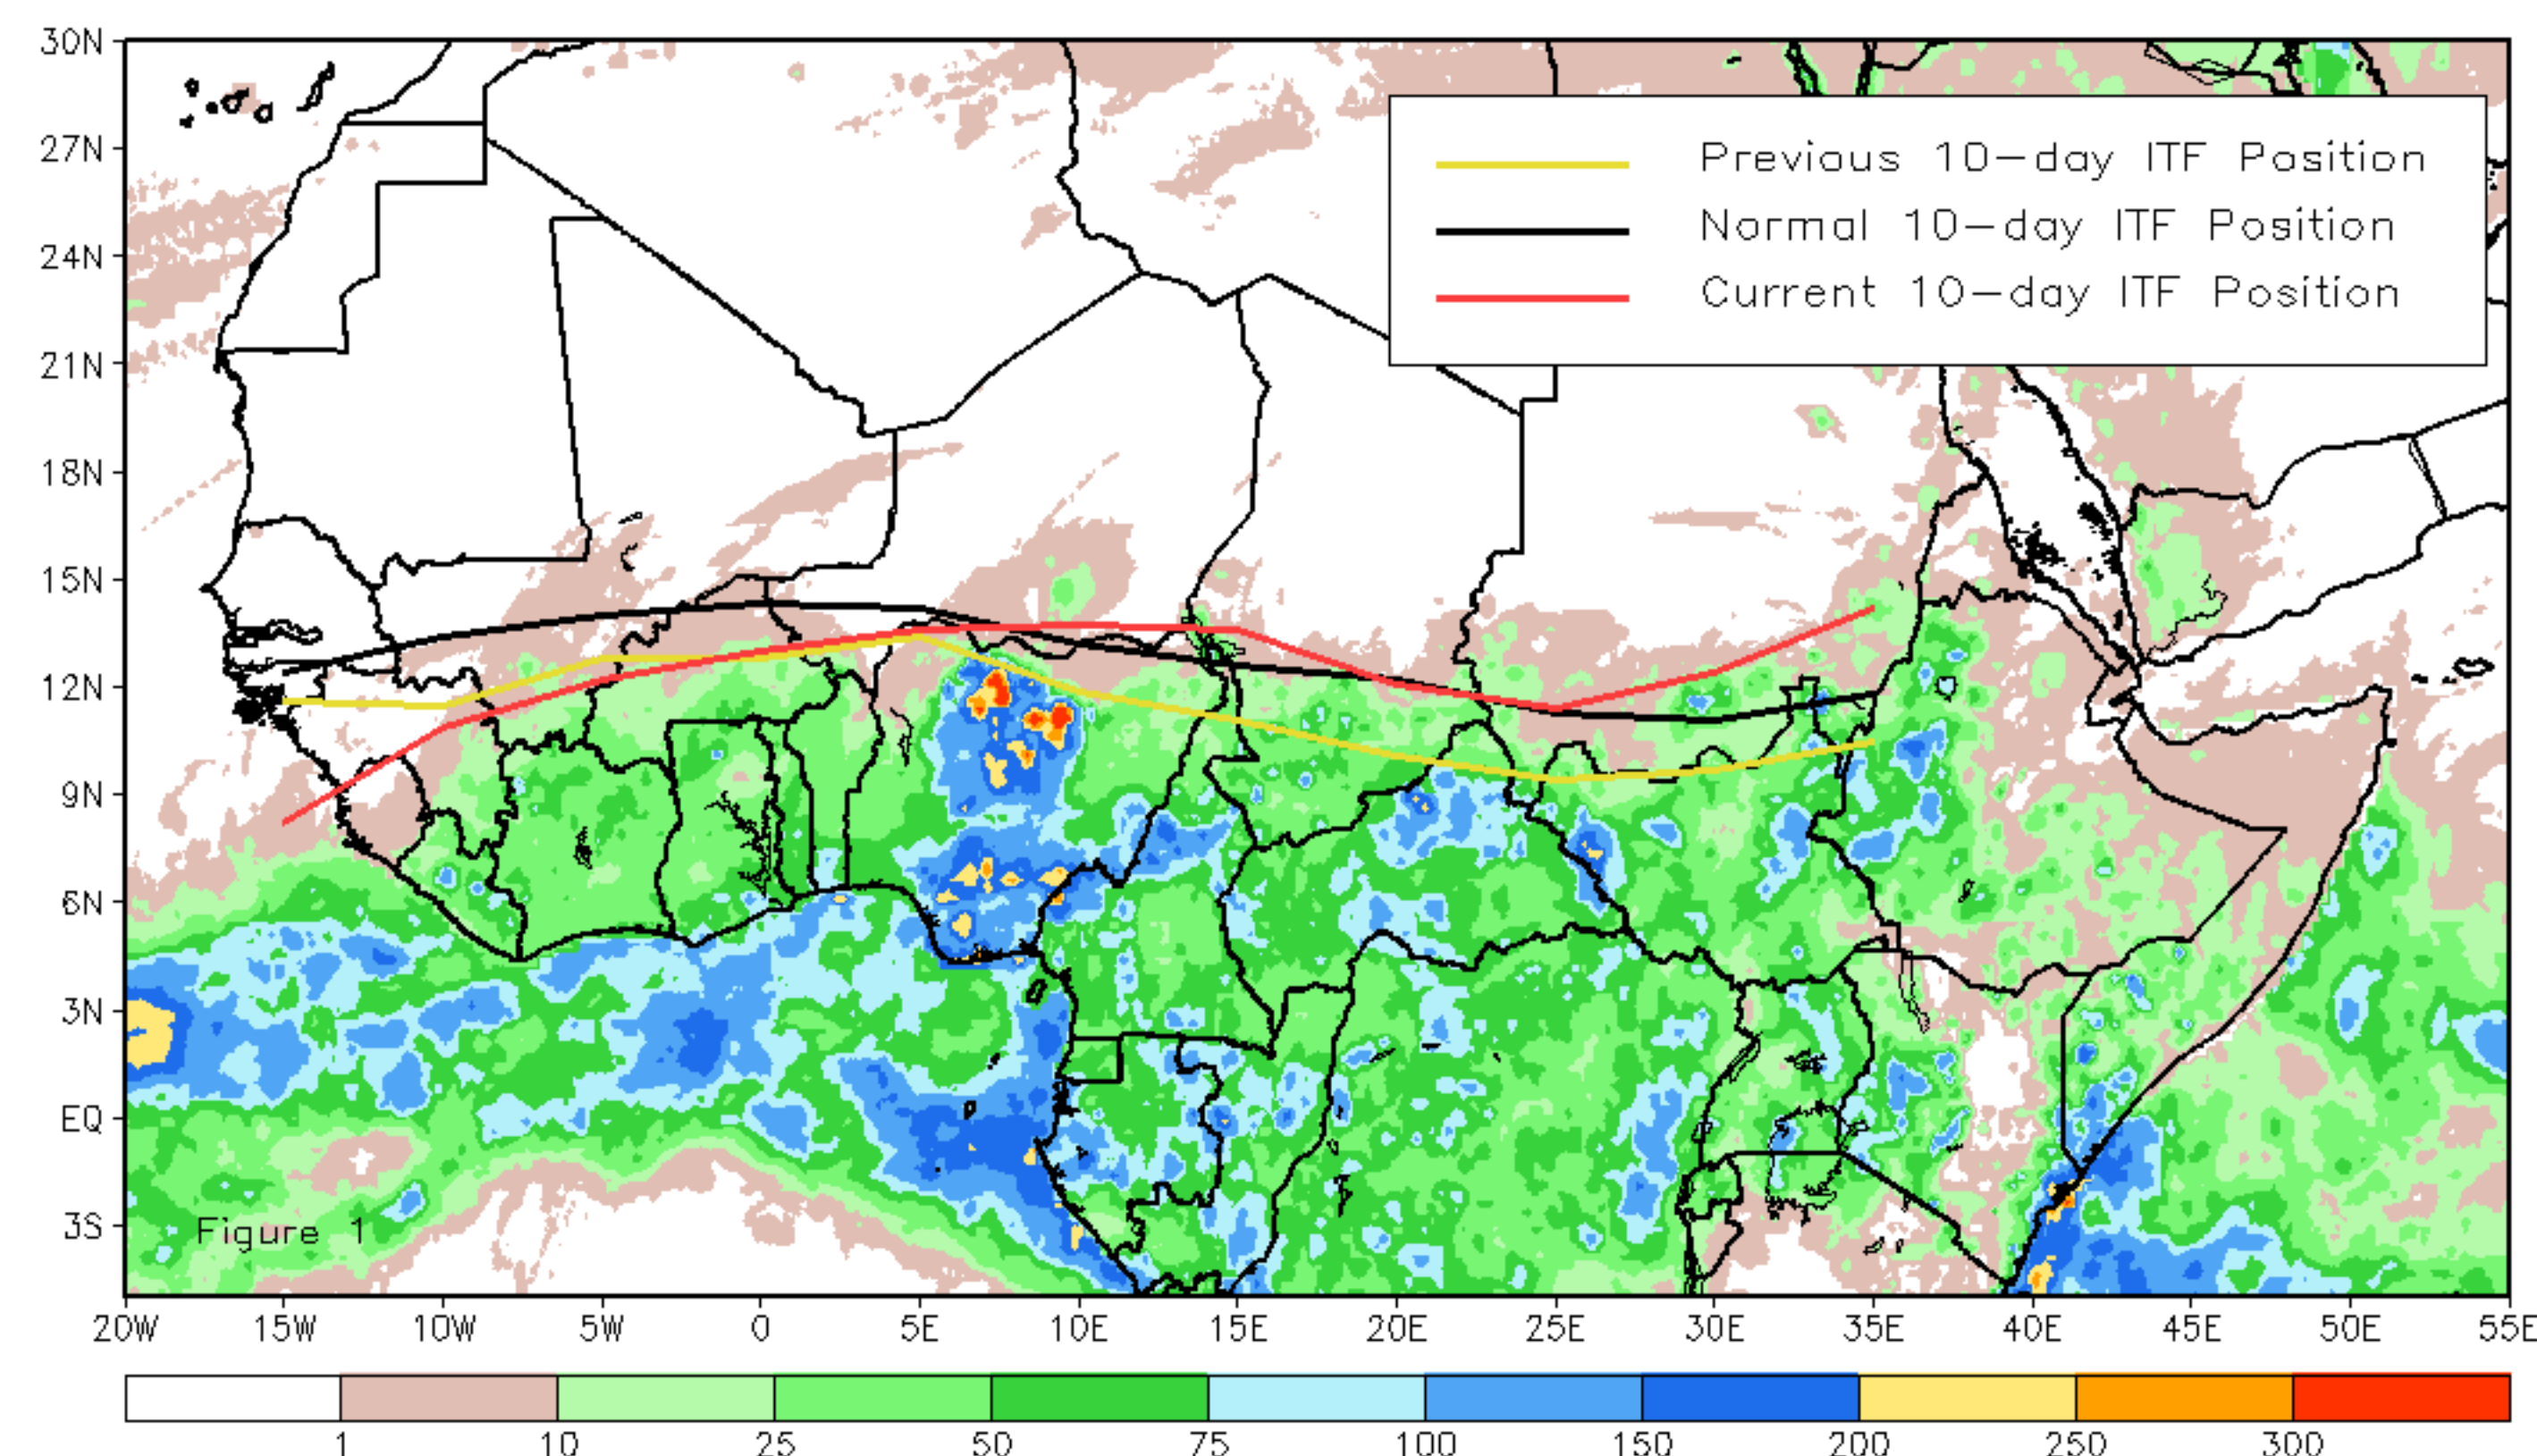 30N
27N
24N
21N
18N
15N
12N
9N
6N
3N
EQ
3S
Previous 10-day ITF Position
Normal 10-day ITF Position
Current 10-day ITF Position
Figure 1
20W 15W 10W 5W 0 5E 10E 15E 20E 25E 30E 35E 40E 45E 50E 55E
1 10 25 50 75 100 150 200 250 300